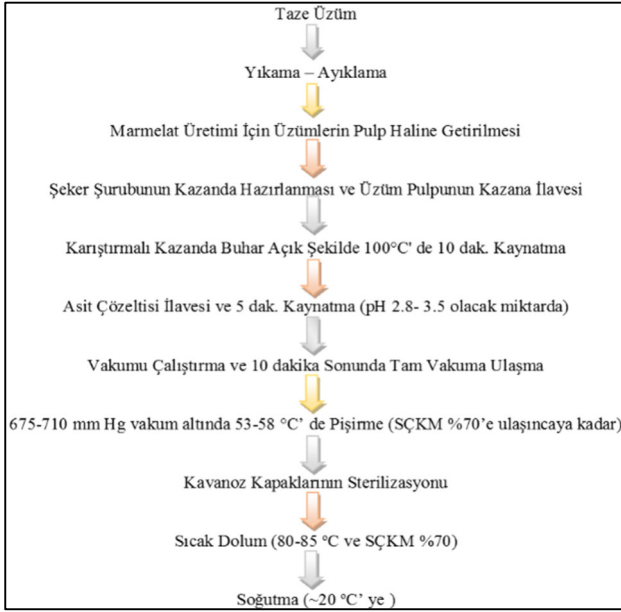 Taze Üzüm
Yıkama – Ayıklama
Marmelat Üretimi İçin Üzümlerin Pulp Haline Getirilmesi
Şeker Şurubunun Kazanda Hazırlanması ve Üzüm Pulpunun Kazana İlavesi
Karıştırmalı Kazanda Buhar Açık Şekilde 100°C' de 10 dak. Kaynatma
Asit Çözeltisi İlavesi ve 5 dak. Kaynatma (pH 2.8- 3.5 olacak miktarda)
Vakumu Çalıştırma ve 10 dakika Sonunda Tam Vakuma Ulaşma
675-710 mm Hg vakum altında 53-58 °C' de Pişirme (SÇKM %70'e ulaşıncaya kadar)
Kavanoz Kapaklarının Sterilizasyonu
Sıcak Dolum (80-85 °C ve SÇKM %70)
Soğutma (~20 °C' ye )